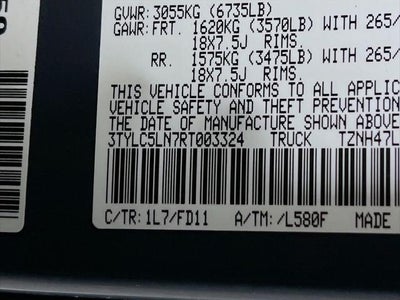 GVWR:3055KG (6735LB)
GAWR:FRT. 1620KG (3570LB) WITH 265/
18X7.5J RIMS.
RR. 1575KG (3475LB) WITH 265/
18X7.5J RIMS.
THIS VEHICLE CONFORMS TO ALL APPLIC
VEHICLE SAFETY AND THEFT PREVENTION
THE DATE OF MANUFACTURE SHOWN ABOVE
3TYLC5LN7RT003324 TRUCK TZNH47L
C/TR:1L7/FD11 A/TM:/L580F MADE